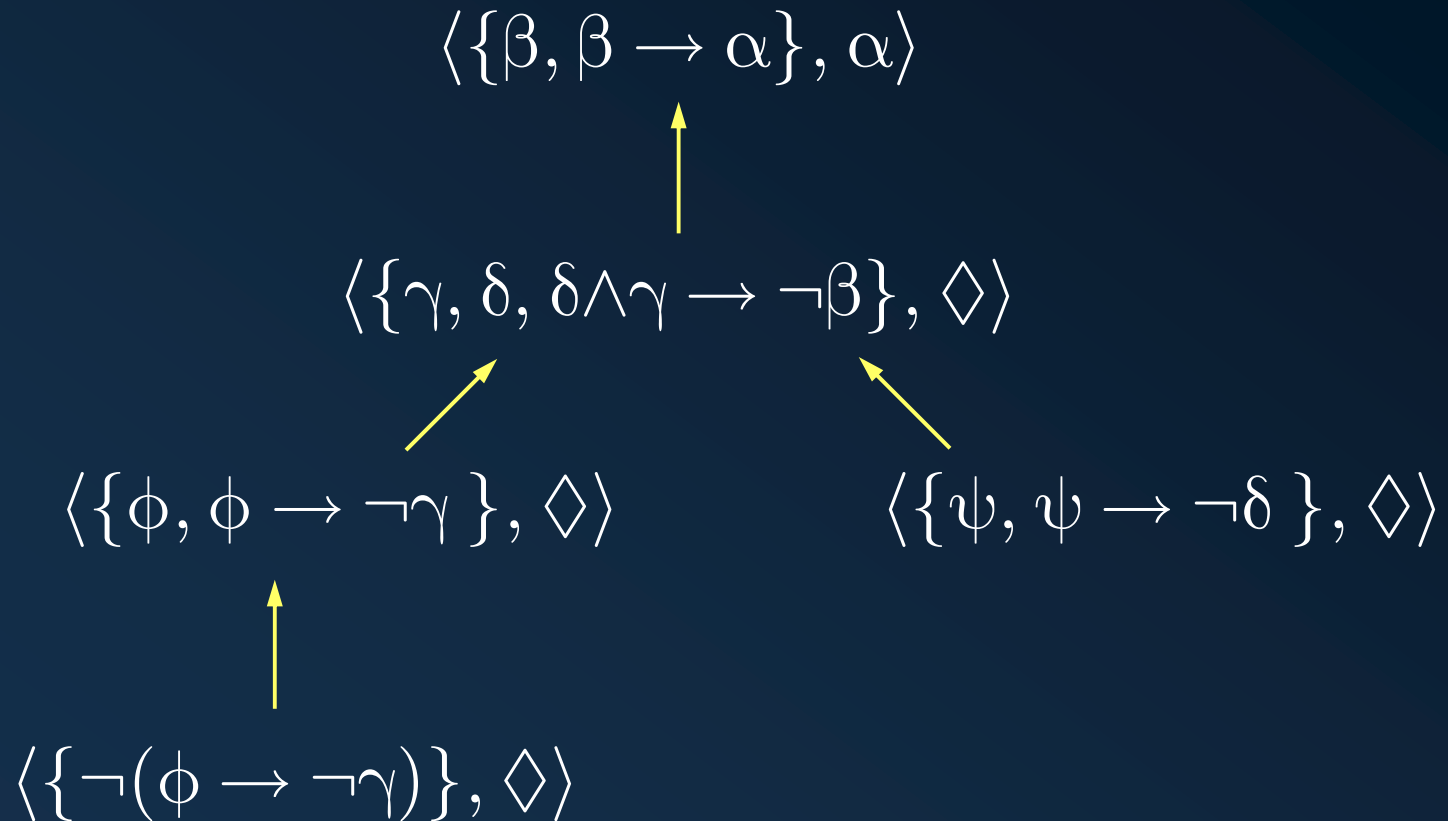 ⟨{β, β → α}, α⟩
⟨{γ, δ, δ∧γ → ¬β}, ◊⟩
⟨{ϕ, ϕ → ¬γ }, ◊⟩ ⟨{ψ, ψ → ¬δ }, ◊⟩
⟨{¬(ϕ → ¬γ)}, ◊⟩